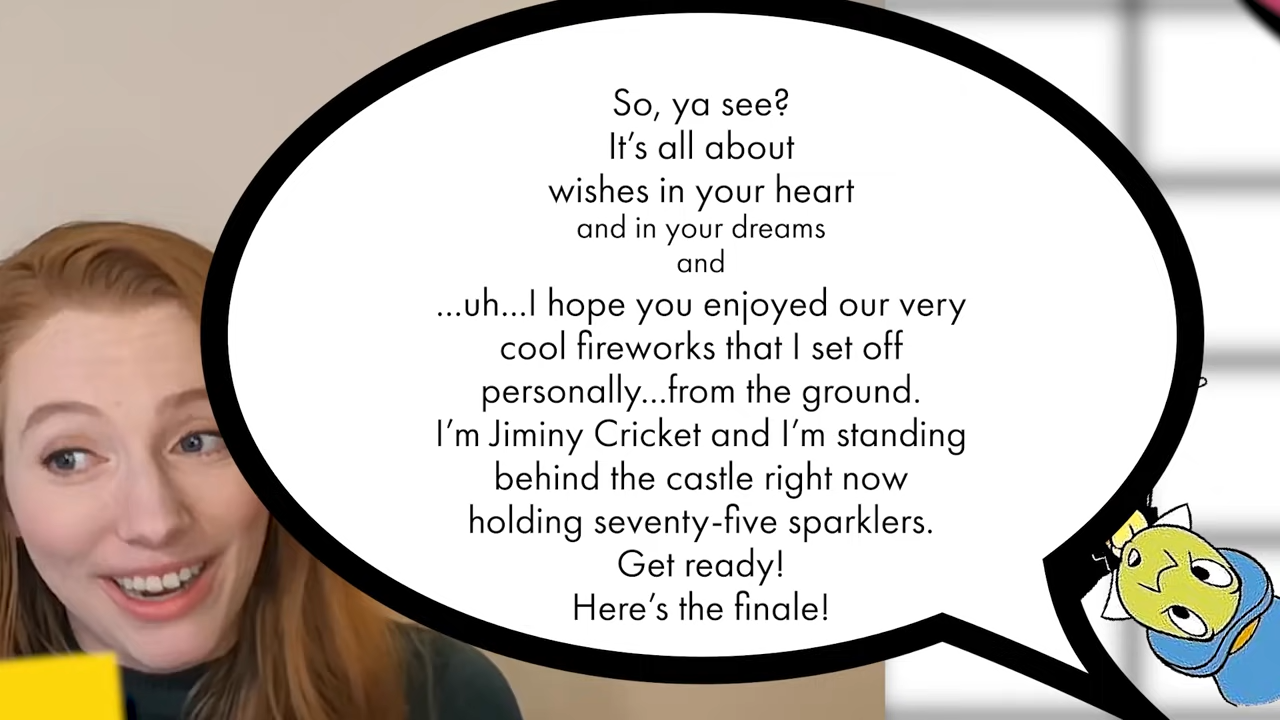 So, ya see?
It's all about
wishes in your heart
and in your dreams
and
...uh...I hope you enjoyed our very
cool fireworks that I set off
personally...from the ground.
I'm Jiminy Cricket and I'm standing
behind the castle right now
holding seventy-five sparklers.
Get ready!
Here's the finale!